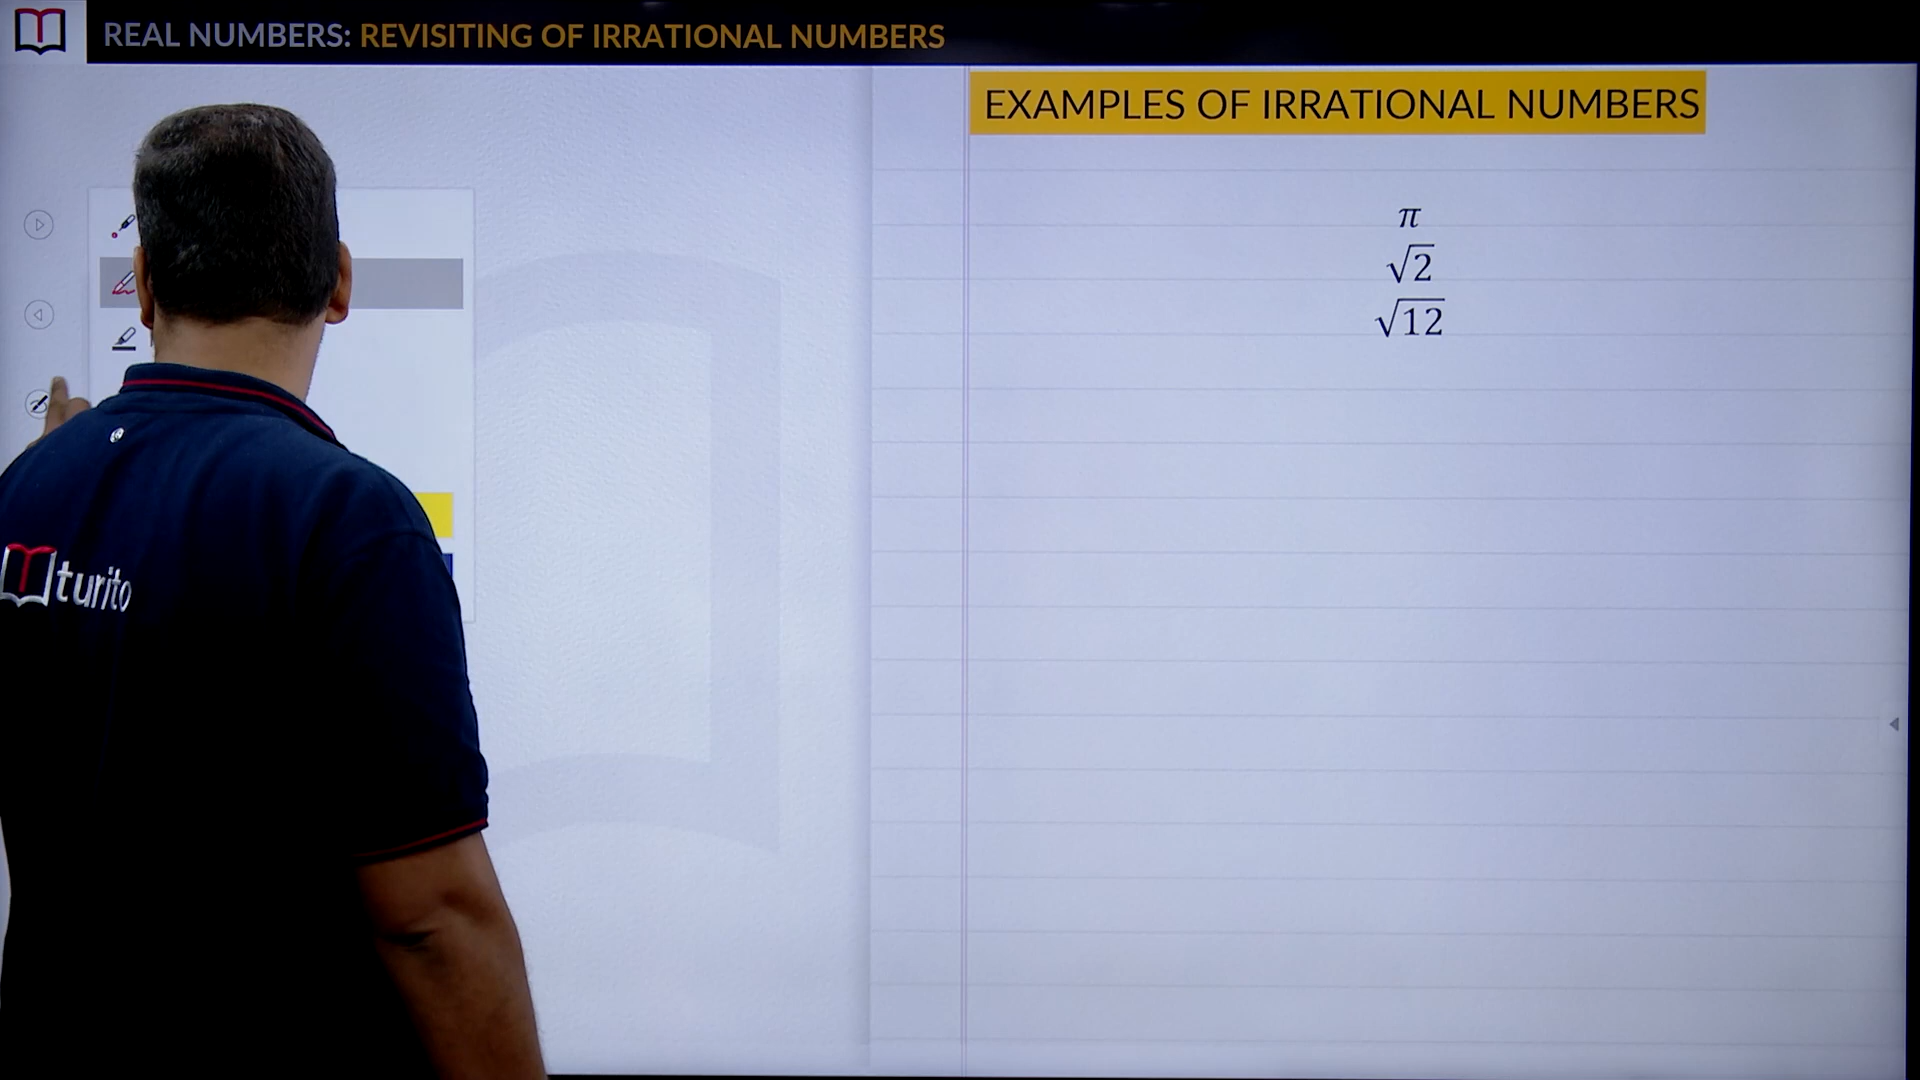 REAL NUMBERS: REVISITING OF IRRATIONAL NUMBERS
EXAMPLES OF IRRATIONAL NUMBERS
π
√2
√12
turito